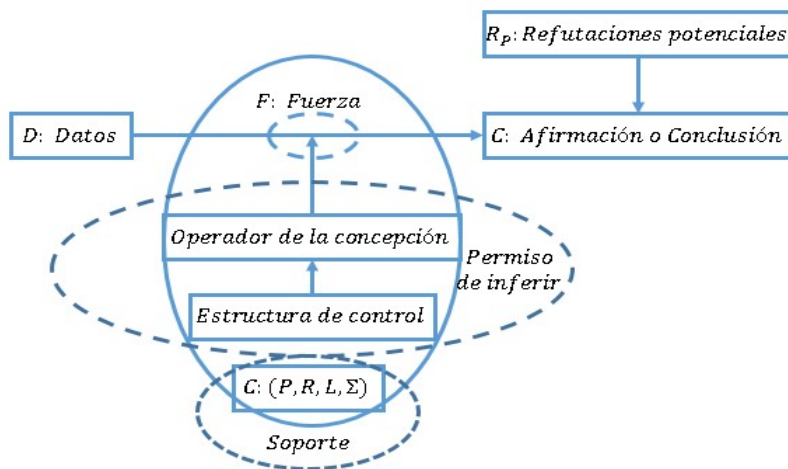 R_P: Refutaciones potenciales
F: Fuerza
D: Datos
C: Afirmación o Conclusión
Operador de la concepción
Permiso
de inferir
Estructura de control
C: (P, R, L, Σ)
Soporte